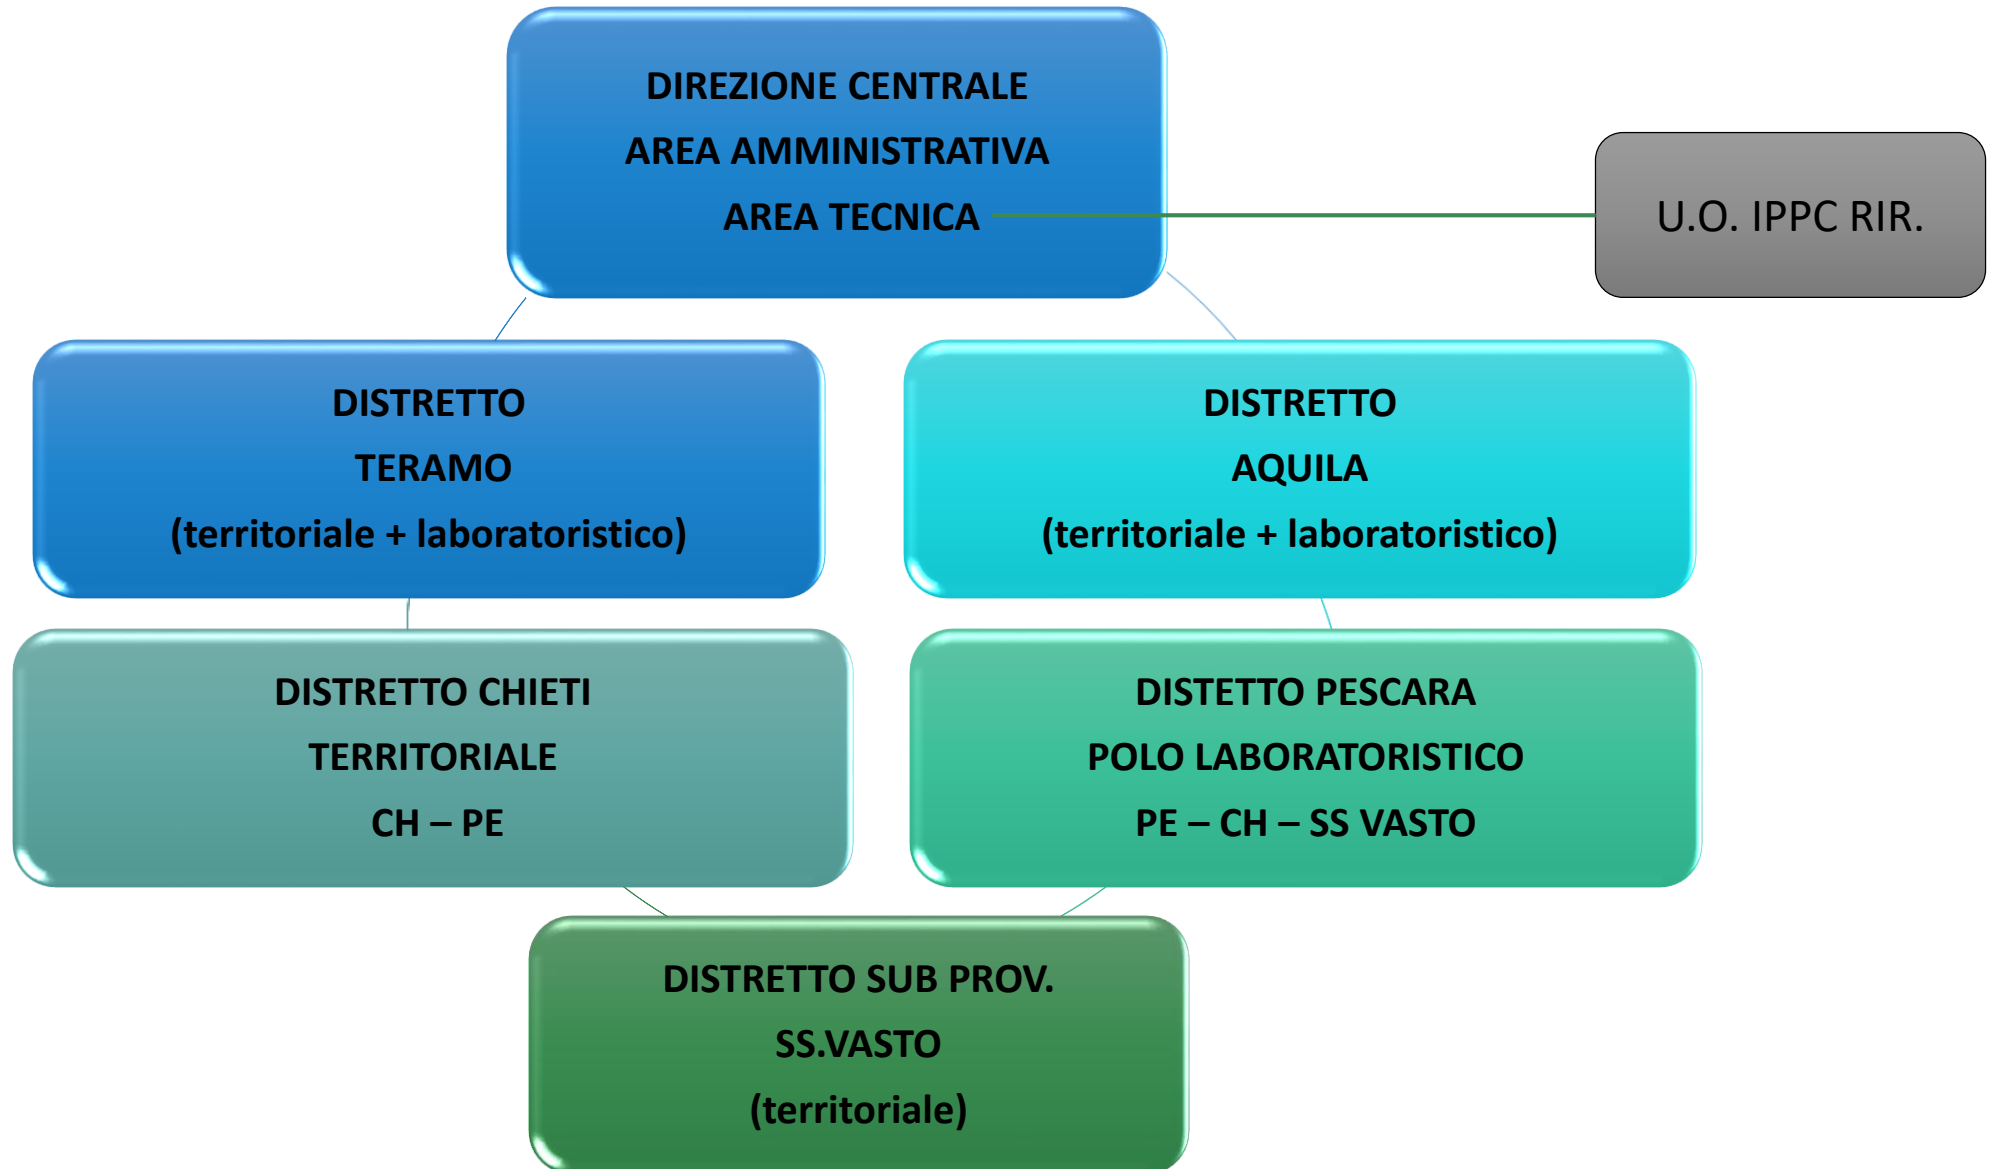 DIREZIONE CENTRALE
AREA AMMINISTRATIVA
AREA TECNICA
U.O. IPPC RIR.
DISTRETTO
TERAMO
(territoriale + laboratoristico)
DISTRETTO
AQUILA
(territoriale + laboratoristico)
DISTRETTO CHIETI
TERRITORIALE
CH – PE
DISTETTO PESCARA
POLO LABORATORISTICO
PE – CH – SS VASTO
DISTRETTO SUB PROV.
SS.VASTO
(territoriale)